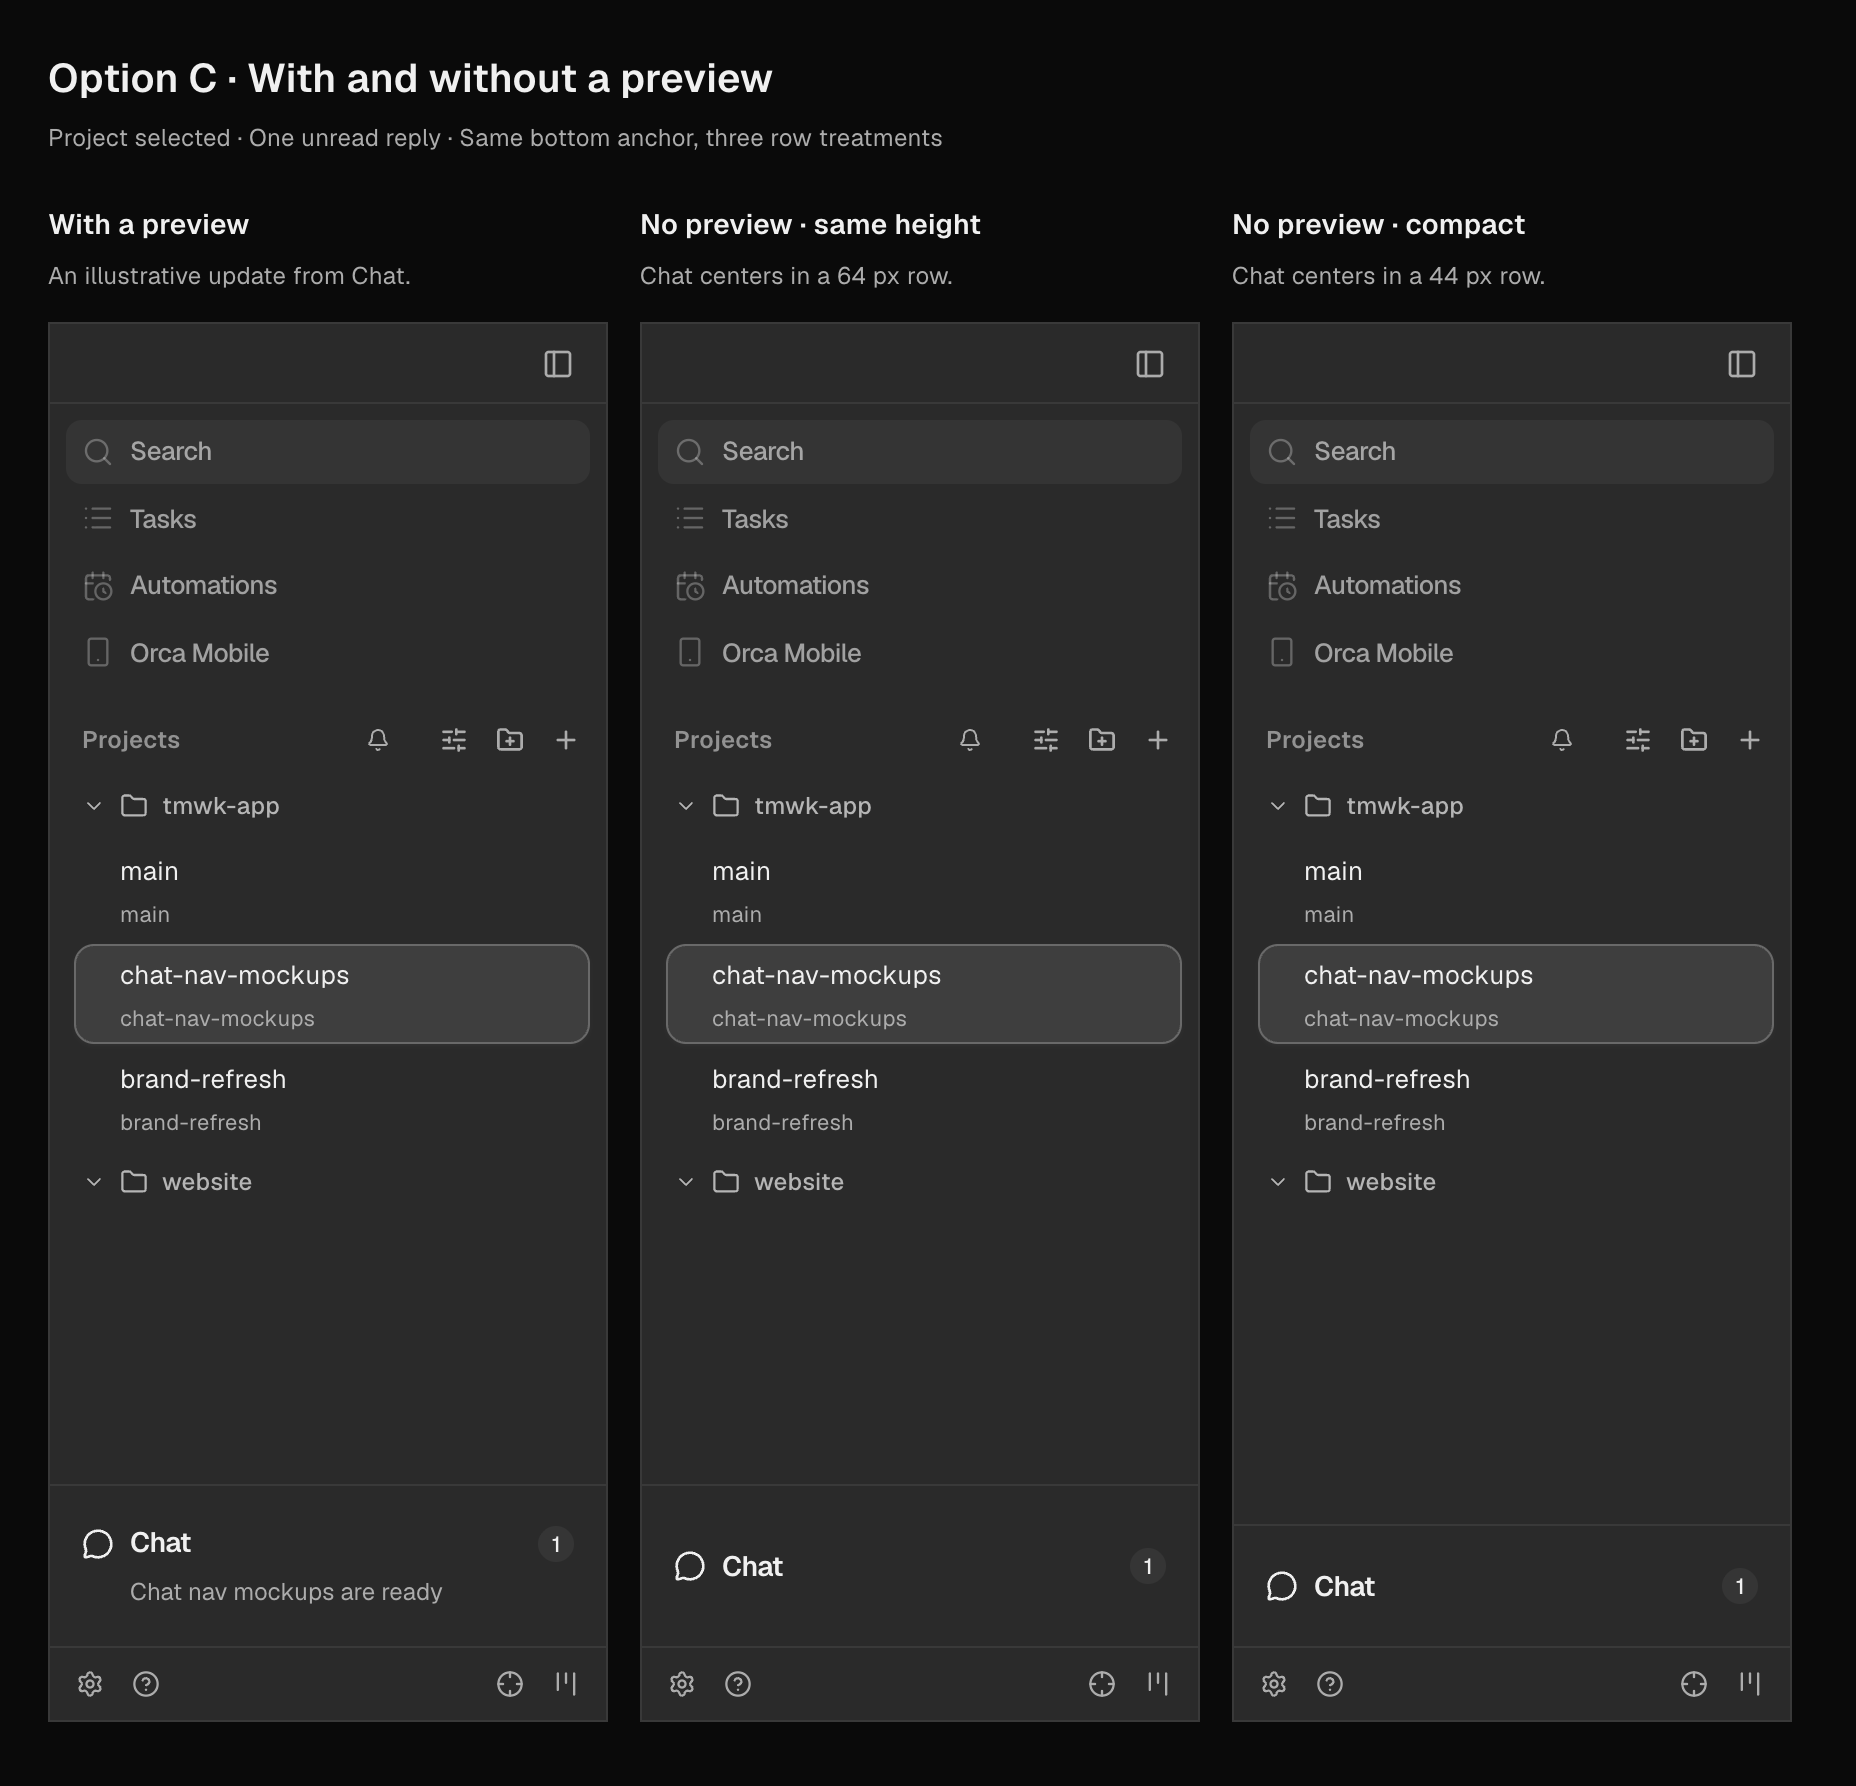 Option C · With and without a preview
Project selected · One unread reply · Same bottom anchor, three row treatments
With a preview
An illustrative update from Chat.
Search
Tasks
Automations
Orca Mobile
Projects
tmwk-app
main
main
chat-nav-mockups
chat-nav-mockups
brand-refresh
brand-refresh
website
Chat
1
Chat nav mockups are ready
No preview · same height
Chat centers in a 64 px row.
Search
Tasks
Automations
Orca Mobile
Projects
tmwk-app
main
main
chat-nav-mockups
chat-nav-mockups
brand-refresh
brand-refresh
website
Chat
1
No preview · compact
Chat centers in a 44 px row.
Search
Tasks
Automations
Orca Mobile
Projects
tmwk-app
main
main
chat-nav-mockups
chat-nav-mockups
brand-refresh
brand-refresh
website
Chat
1